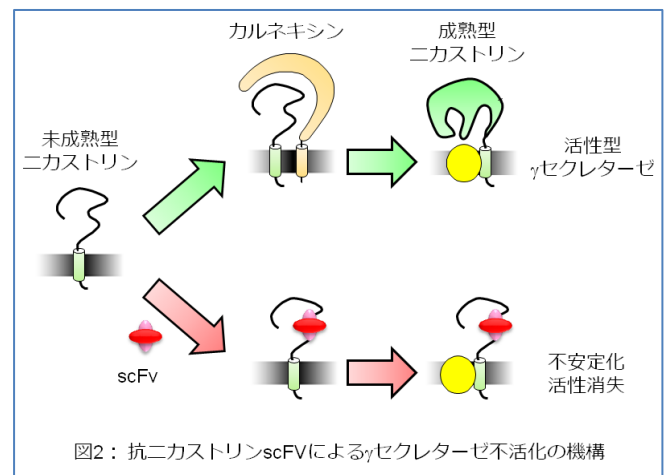 カルネキシン
成熟型
ニカストリン
未成熟型
ニカストリン
活性型
γセクレターゼ
scFv
不安定化
活性消失
図2： 抗ニカストリンscFVによるγセクレターゼ不活化の機構